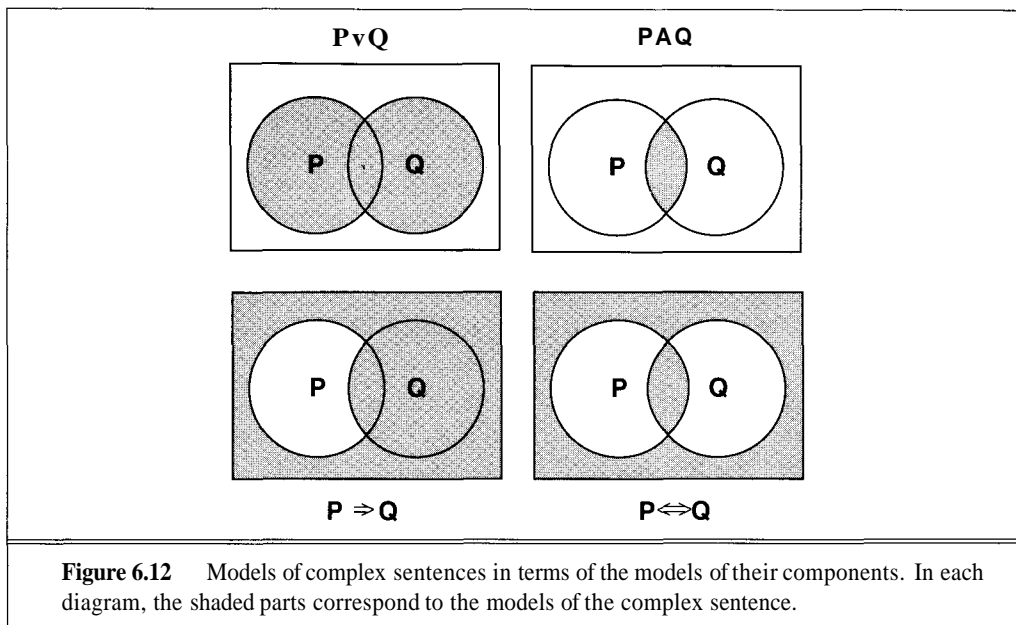 PvQ PAQ
P Q P Q
P Q P Q
P ⇒ Q P⇔Q
Figure 6.12 Models of complex sentences in terms of the models of their components. In each
diagram, the shaded parts correspond to the models of the complex sentence.